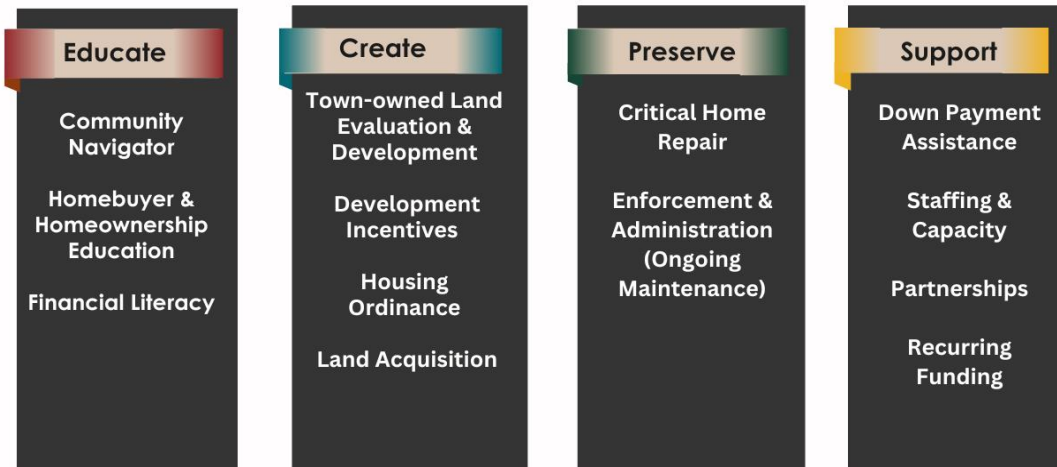 Educate
Community
Navigator
Homebuyer &
Homeownership
Education
Financial Literacy
Create
Town-owned Land
Evaluation &
Development
Development
Incentives
Housing
Ordinance
Land Acquisition
Preserve
Critical Home
Repair
Enforcement &
Administration
(Ongoing
Maintenance)
Support
Down Payment
Assistance
Staffing &
Capacity
Partnerships
Recurring
Funding